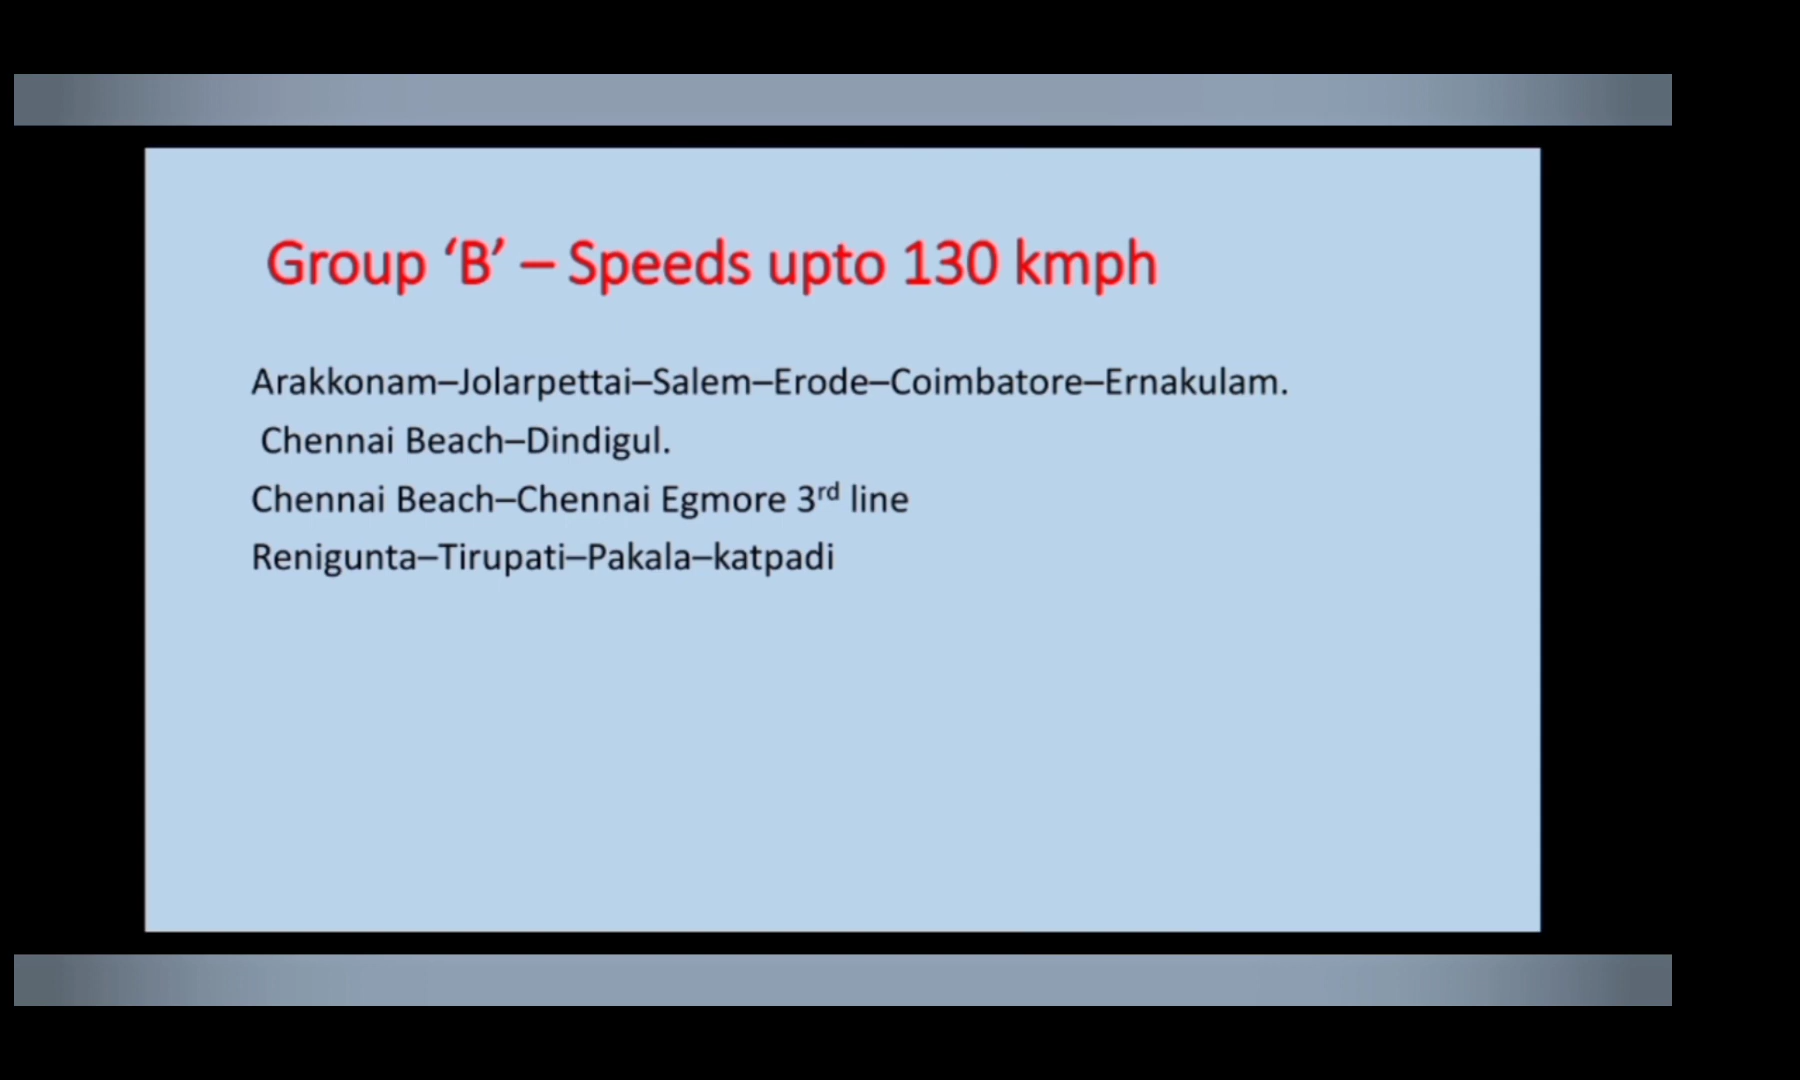 Group ‘B’ – Speeds upto 130 kmph
Arakkonam–Jolarpettai–Salem–Erode–Coimbatore–Ernakulam.
Chennai Beach–Dindigul.
Chennai Beach–Chennai Egmore 3rd line
Renigunta–Tirupati–Pakala–katpadi